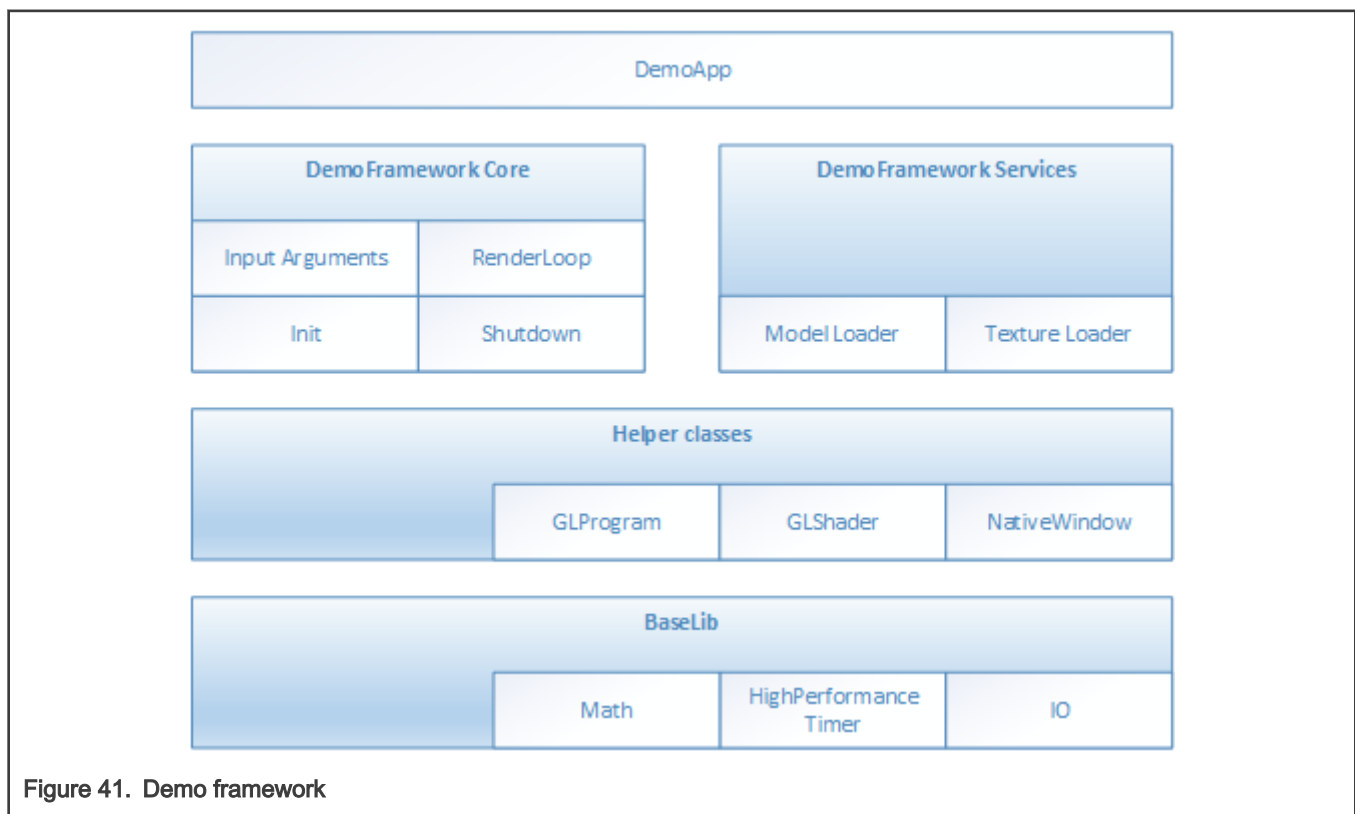 DemoApp
DemoFramework Core
Input Arguments
RenderLoop
Init
Shutdown
DemoFramework Services
Model Loader
Texture Loader
Helper classes
GLProgram
GLShader
NativeWindow
BaseLib
Math
HighPerformance
Timer
IO
Figure 41. Demo framework